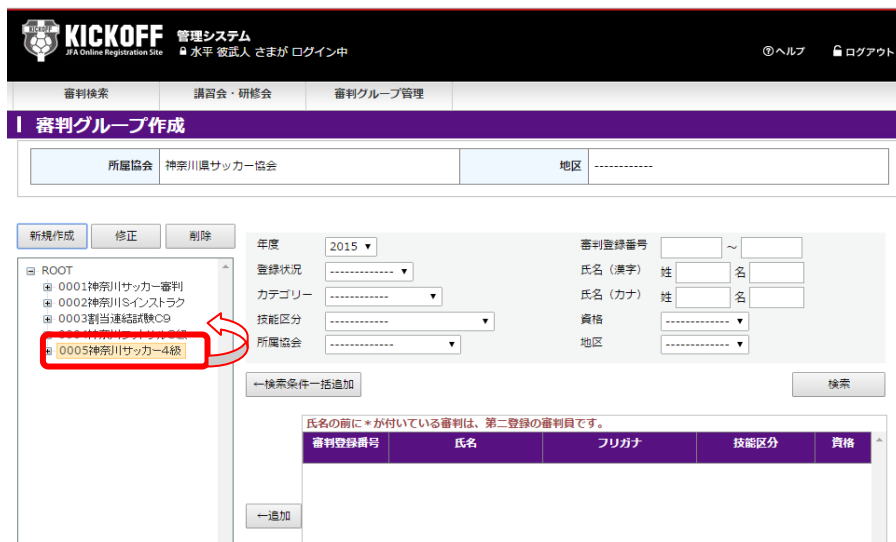 KICKOFF
JFA Online Registration Site
管理システム
水平 彼武人 さまが ログイン中
?ヘルプ
ログアウト
審判検索
講習会・研修会
審判グループ管理
審判グループ作成
所属協会 神奈川県サッカー協会 地区 ------------
新規作成 修正 削除
ROOT
0001神奈川サッカー審判
0002神奈川Sインストラク
0003割当連結試験C9
0005神奈川サッカー4級
年度 2015
審判登録番号 ~
登録状況 -------------
氏名（漢字） 姓 名
カテゴリー ------------
氏名（カナ） 姓 名
技能区分 ------------
資格 -------------
所属協会 -------------
地区 -------------
←検索条件一括追加
検索
氏名の前に＊が付いている審判は、第二登録の審判員です。
審判登録番号 氏名 フリガナ 技能区分 資格
←追加